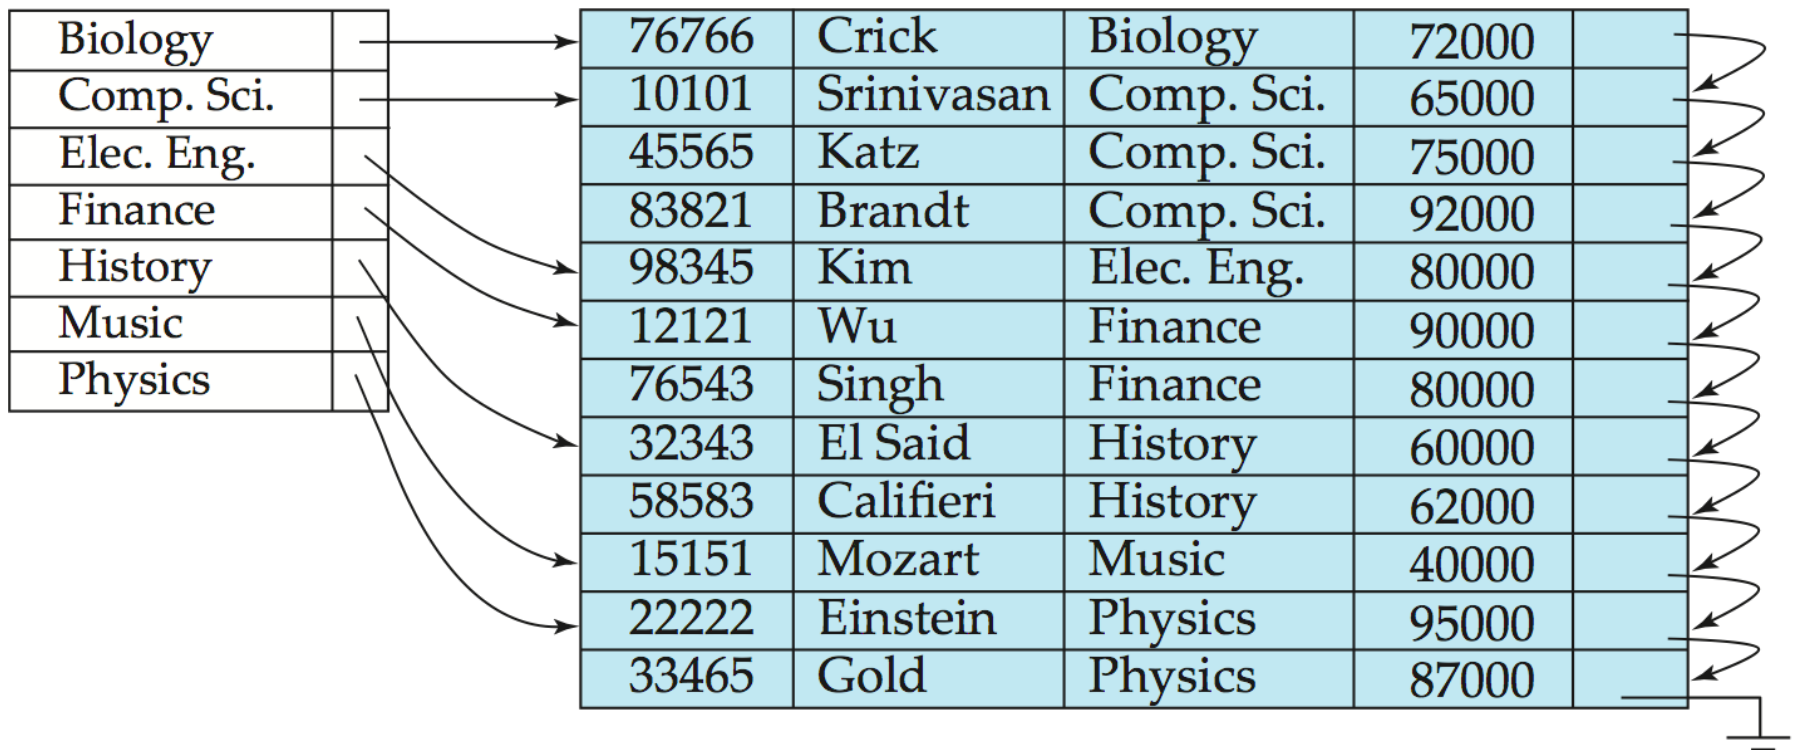 Biology
Comp. Sci.
Elec. Eng.
Finance
History
Music
Physics
76766 Crick Biology 72000
10101 Srinivasan Comp. Sci. 65000
45565 Katz Comp. Sci. 75000
83821 Brandt Comp. Sci. 92000
98345 Kim Elec. Eng. 80000
12121 Wu Finance 90000
76543 Singh Finance 80000
32343 El Said History 60000
58583 Califieri History 62000
15151 Mozart Music 40000
22222 Einstein Physics 95000
33465 Gold Physics 87000